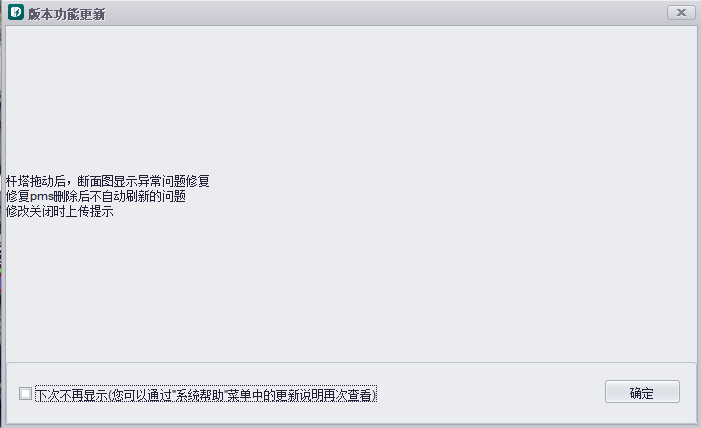 版本功能更新
杆塔拖动后，断面图显示异常问题修复
修复pms删除后不自动刷新的问题
修改关闭时上传提示
下次不再显示(您可以通过"系统帮助"菜单中的更新说明再次查看)
确定